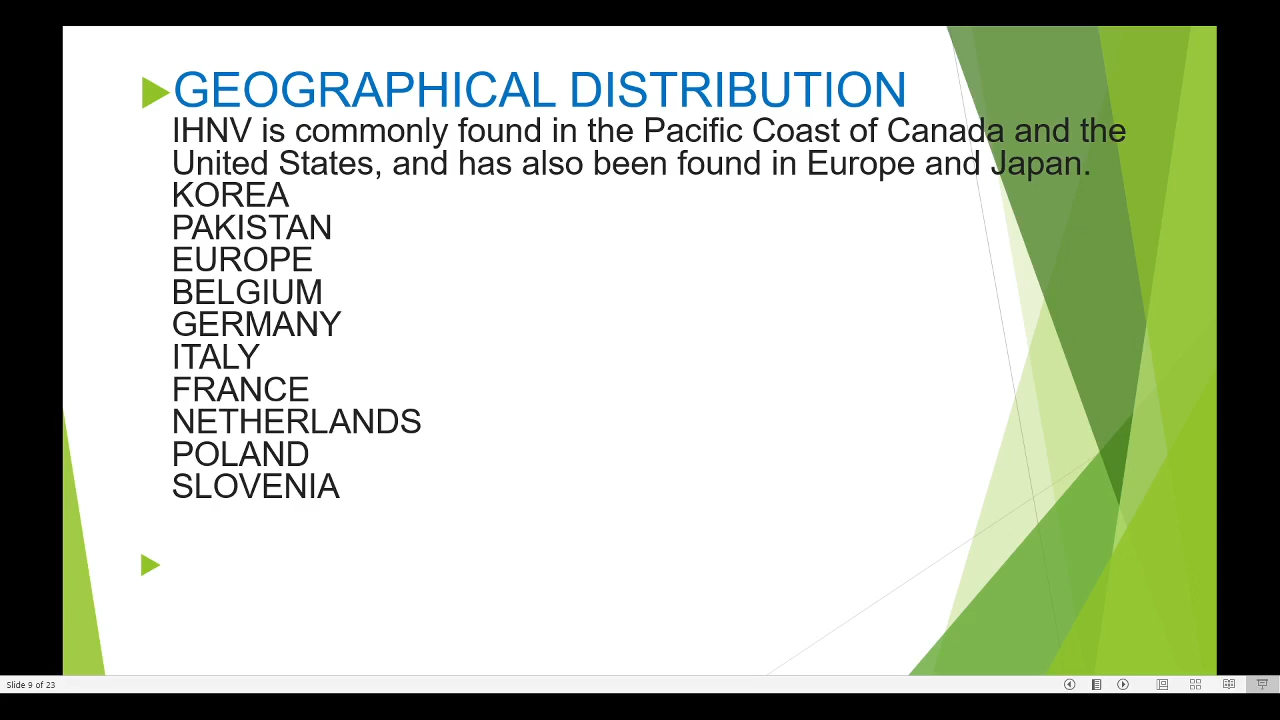 GEOGRAPHICAL DISTRIBUTION
IHNV is commonly found in the Pacific Coast of Canada and the
United States, and has also been found in Europe and Japan.
KOREA
PAKISTAN
EUROPE
BELGIUM
GERMANY
ITALY
FRANCE
NETHERLANDS
POLAND
SLOVENIA
Slide 9 of 23